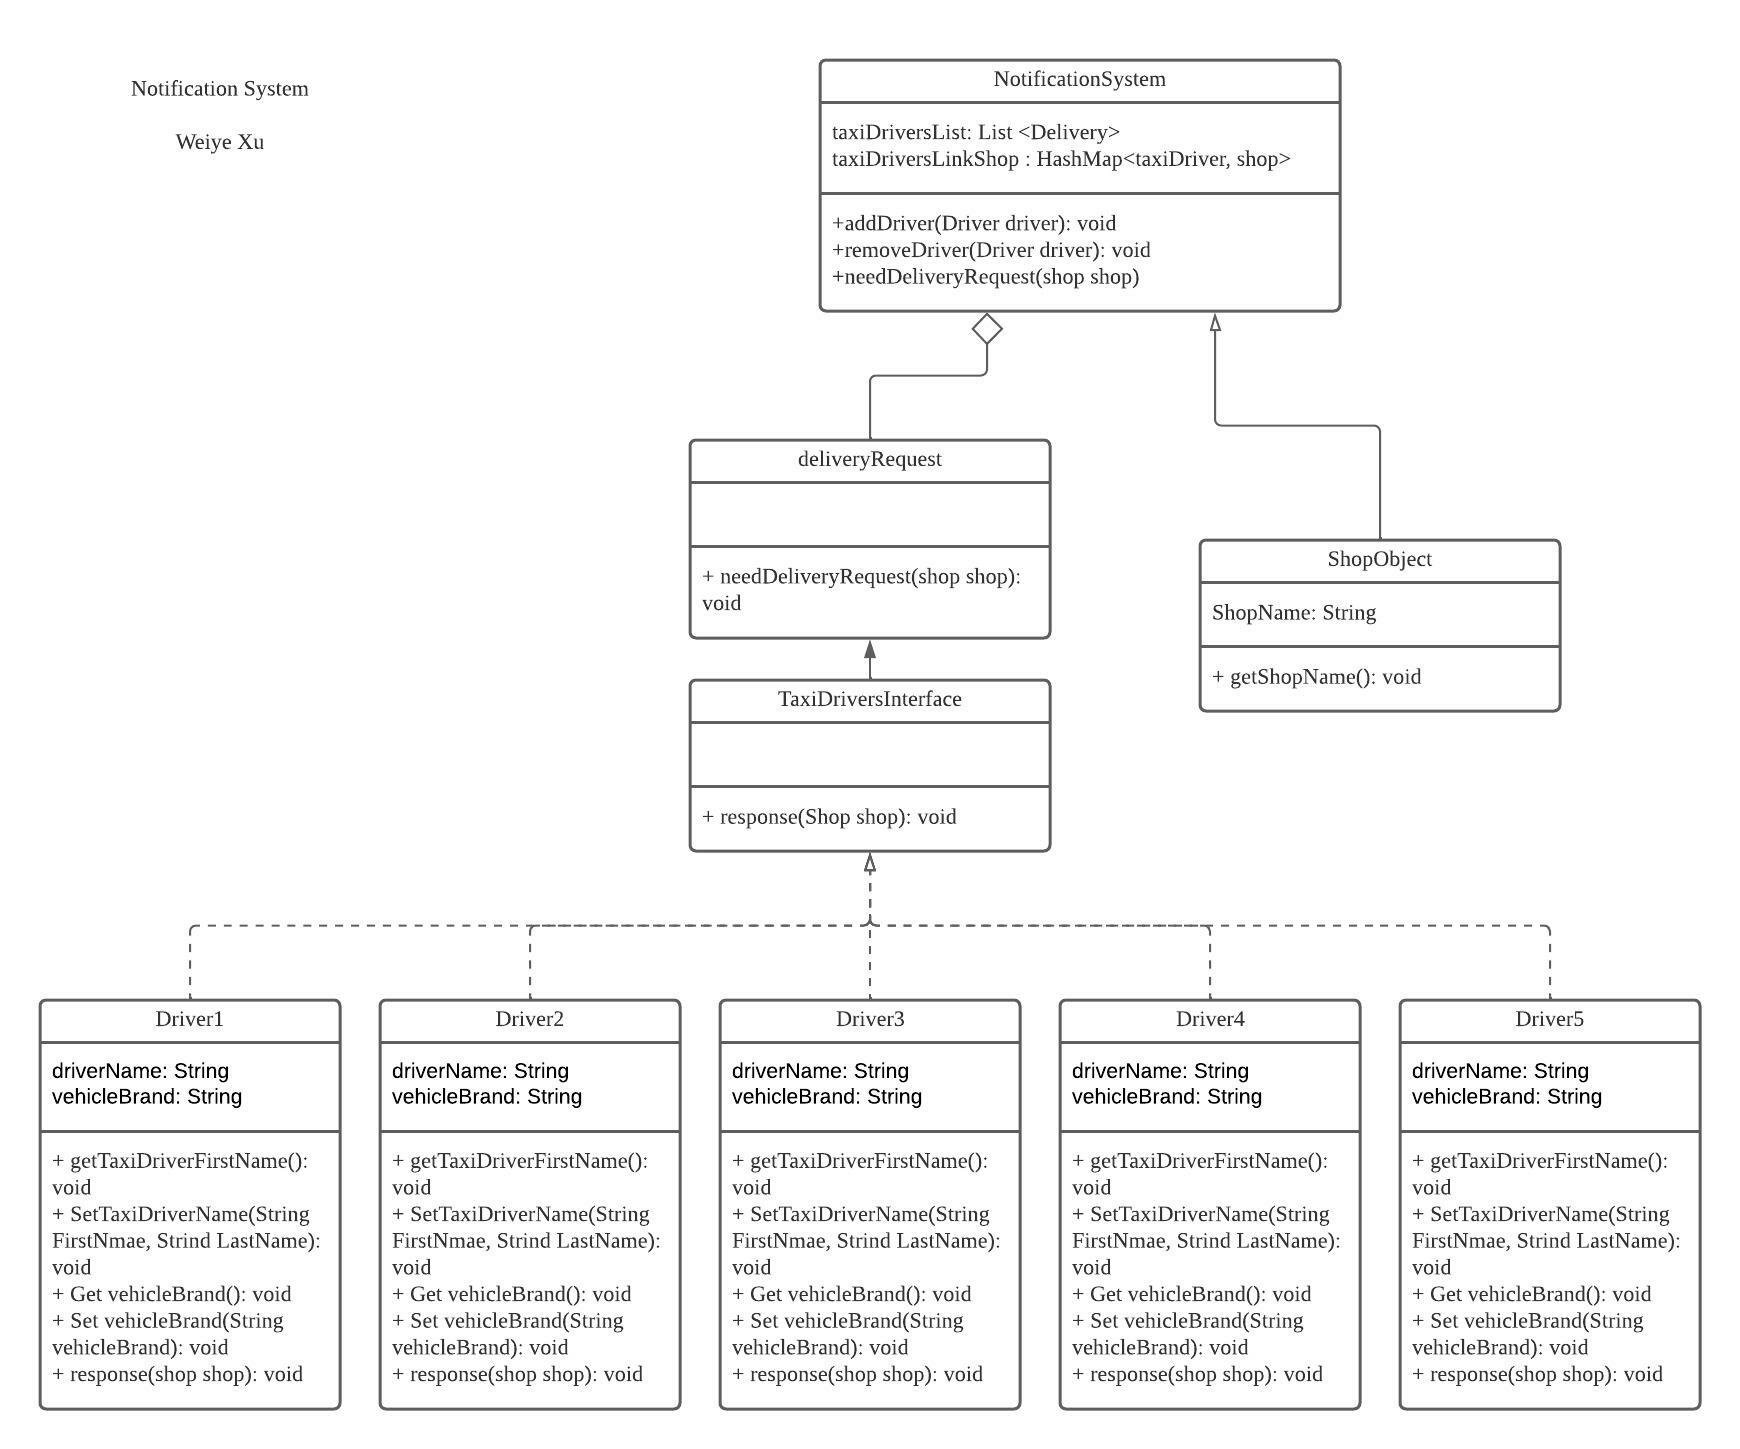 Notification System
Weiye Xu
NotificationSystem
taxiDriversList: List <Delivery>
taxiDriversLinkShop : HashMap<taxiDriver, shop>
+addDriver(Driver driver): void
+removeDriver(Driver driver): void
+needDeliveryRequest(shop shop)
deliveryRequest
+ needDeliveryRequest(shop shop):
void
ShopObject
ShopName: String
+ getShopName(): void
TaxiDriversInterface
+ response(Shop shop): void
Driver1
driverName: String
vehicleBrand: String
+ getTaxiDriverFirstName():
void
+ SetTaxiDriverName(String
FirstNmae, Strind LastName):
void
+ Get vehicleBrand(): void
+ Set vehicleBrand(String
vehicleBrand): void
+ response(shop shop): void
Driver2
driverName: String
vehicleBrand: String
+ getTaxiDriverFirstName():
void
+ SetTaxiDriverName(String
FirstNmae, Strind LastName):
void
+ Get vehicleBrand(): void
+ Set vehicleBrand(String
vehicleBrand): void
+ response(shop shop): void
Driver3
driverName: String
vehicleBrand: String
+ getTaxiDriverFirstName():
void
+ SetTaxiDriverName(String
FirstNmae, Strind LastName):
void
+ Get vehicleBrand(): void
+ Set vehicleBrand(String
vehicleBrand): void
+ response(shop shop): void
Driver4
driverName: String
vehicleBrand: String
+ getTaxiDriverFirstName():
void
+ SetTaxiDriverName(String
FirstNmae, Strind LastName):
void
+ Get vehicleBrand(): void
+ Set vehicleBrand(String
vehicleBrand): void
+ response(shop shop): void
Driver5
driverName: String
vehicleBrand: String
+ getTaxiDriverFirstName():
void
+ SetTaxiDriverName(String
FirstNmae, Strind LastName):
void
+ Get vehicleBrand(): void
+ Set vehicleBrand(String
vehicleBrand): void
+ response(shop shop): void